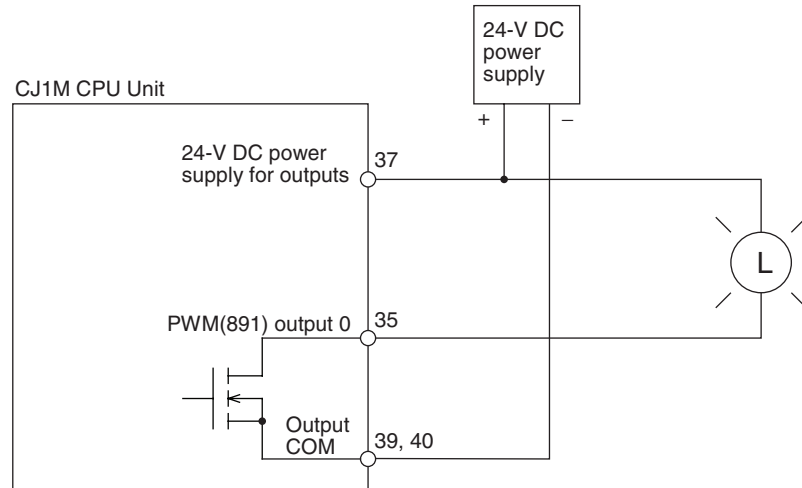 24-V DC
power
supply
CJ1M CPU Unit
+ −
24-V DC power
supply for outputs
37
L
PWM(891) output 0
35
Output
COM
39, 40